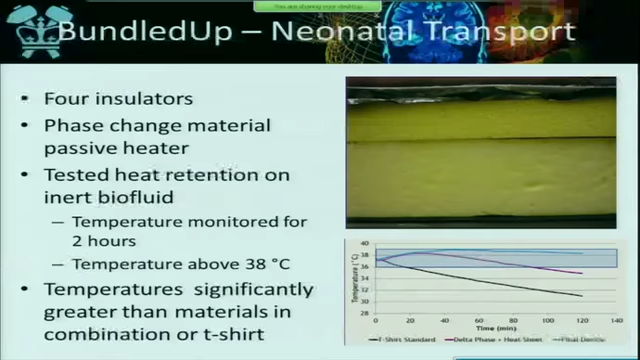 You are sharing your desktop
BundledUp – Neonatal Transport
• Four insulators
• Phase change material
passive heater
• Tested heat retention on
inert biofluid
– Temperature monitored for
2 hours
– Temperature above 38 °C
• Temperatures significantly
greater than materials in
combination or t-shirt
40
38
36
34
32
30
28
Temperature (°C)
0 20 40 60 80 100 120 140
Time (min)
T-Shirt Standard Delta Phase + Heat Sheet Final Device